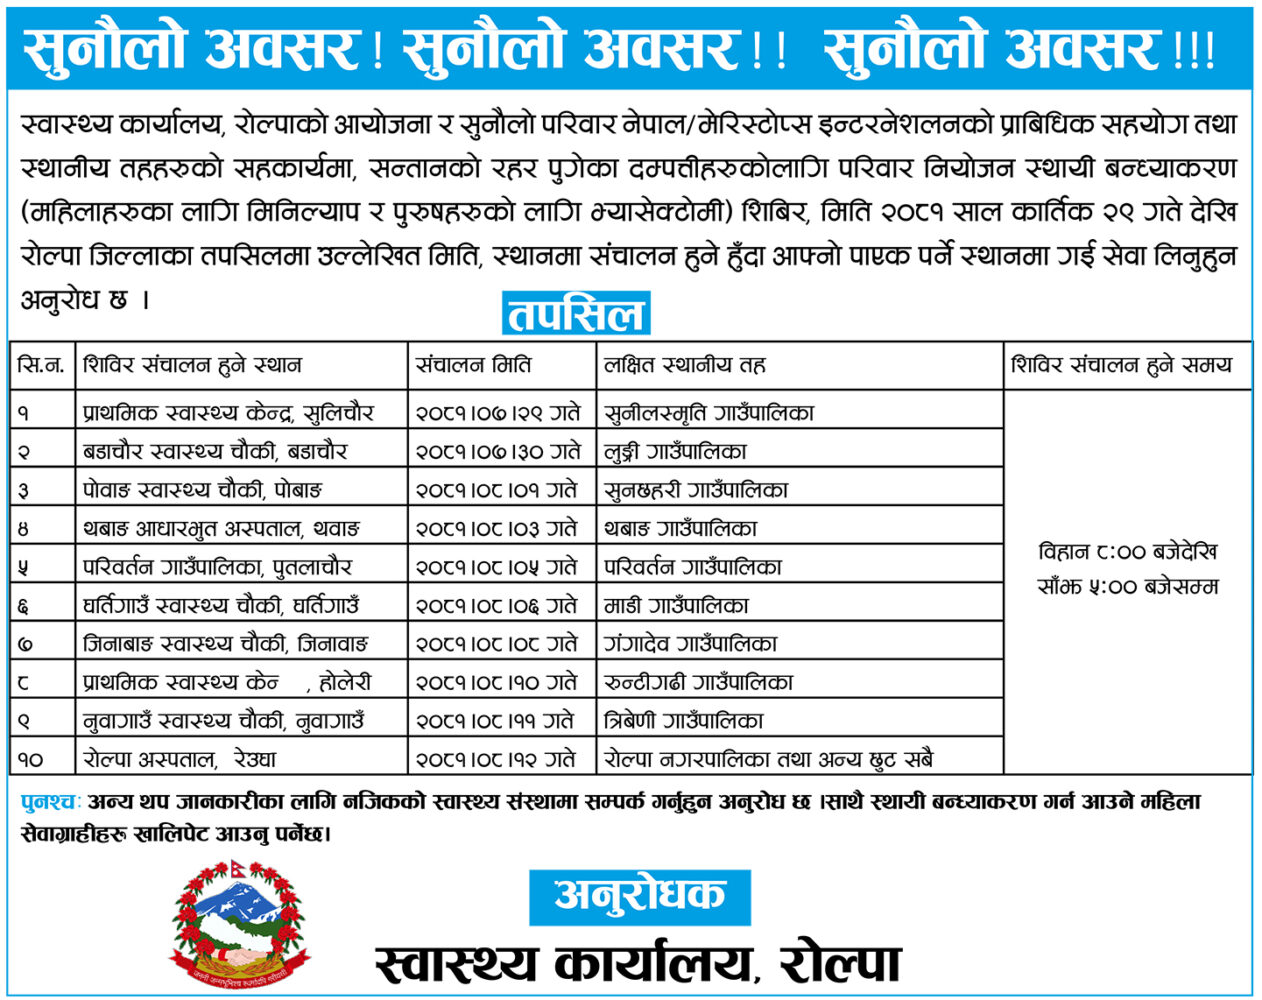 सुनौलो अवसर ! सुनौलो अवसर ! ! सुनौलो अवसर ! ! !
स्वास्थ्य कार्यालय, रोल्पाको आयोजना र सुनौलो परिवार नेपाल/मेरिस्टोप्स इन्टरनेशलनको प्राबिधिक सहयोग तथा
स्थानीय तहहरुको सहकार्यमा, सन्तानको रहर पुगेका दम्पत्तीहरुकोलागि परिवार नियोजन स्थायी बन्ध्याकरण
(महिलाहरुका लागि मिनिल्याप र पुरुषहरुको लागि भ्यासेक्टोमी) शिबिर, मिति २०८१ साल कार्तिक २९ गते देखि
रोल्पा जिल्लाका तपसिलमा उल्लेखित मिति, स्थानमा संचालन हुने हुँदा आफ्नो पाएक पर्ने स्थानमा गई सेवा लिनुहुन
अनुरोध छ ।
तपसिल
सि.न. शिविर संचालन हुने स्थान संचालन मिति लक्षित स्थानीय तह शिविर संचालन हुने समय
१ प्राथमिक स्वास्थ्य केन्द्र, सुलिचौर २०८१।०७।२९ गते सुनीलस्मृति गाउँपालिका
२ बडाचौर स्वास्थ्य चौकी, बडाचौर २०८१।०७।३० गते लुङ्ग्री गाउँपालिका
३ पोवाङ स्वास्थ्य चौकी, पोबाङ २०८१।०८।०१ गते सुनछहरी गाउँपालिका
४ थबाङ आधारभुत अस्पताल, थवाङ २०८१।०८।०३ गते थबाङ गाउँपालिका
५ परिवर्तन गाउँपालिका, पुतलाचौर २०८१।०८।०५ गते परिवर्तन गाउँपालिका
६ घर्तिगाउँ स्वास्थ्य चौकी, घर्तिगाउँ २०८१।०८।०६ गते माडी गाउँपालिका
७ जिनाबाङ स्वास्थ्य चौकी, जिनावाङ २०८१।०८।०८ गते गंगादेव गाउँपालिका
८ प्राथमिक स्वास्थ्य केन , होलेरी २०८१।०८।१० गते रुन्टीगढी गाउँपालिका
९ नुवागाउँ स्वास्थ्य चौकी, नुवागाउँ २०८१।०८।११ गते त्रिबेणी गाउँपालिका
१० रोल्पा अस्पताल, रेउघा २०८१।०८।१२ गते रोल्पा नगरपालिका तथा अन्य छुट सबै
विहान ८:०० बजेदेखि
साँझ ५:०० बजेसम्म
पुनश्चः अन्य थप जानकारीका लागि नजिकको स्वास्थ्य संस्थामा सम्पर्क गर्नुहुन अनुरोध छ ।साथै स्थायी बन्ध्याकरण गर्न आउने महिला
सेवाग्राहीहरू खालिपेट आउनु पर्नेछ।
अनुरोधक
स्वास्थ्य कार्यालय, रोल्पा